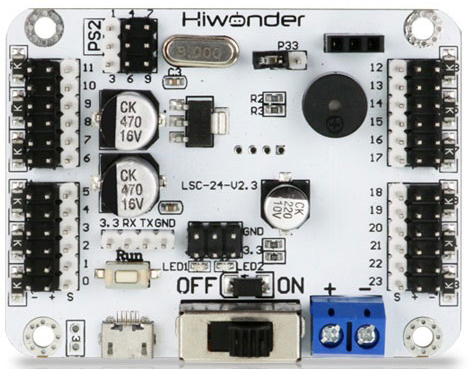 Hiwonder
PS2
1 4 7
3 6 9
8.000
P33
C3
R2
R3
CK
470
16V
CK
470
16V
LSC-24-V2.3
CK
220
10V
11
10
9
8
7
6
12
13
14
15
16
17
5
4
3
2
1
0
- + S
18
19
20
21
22
23
- + S
3.3 RX TX GND
GND
3.3
Run
LED1
LED2
OFF ON
+ -